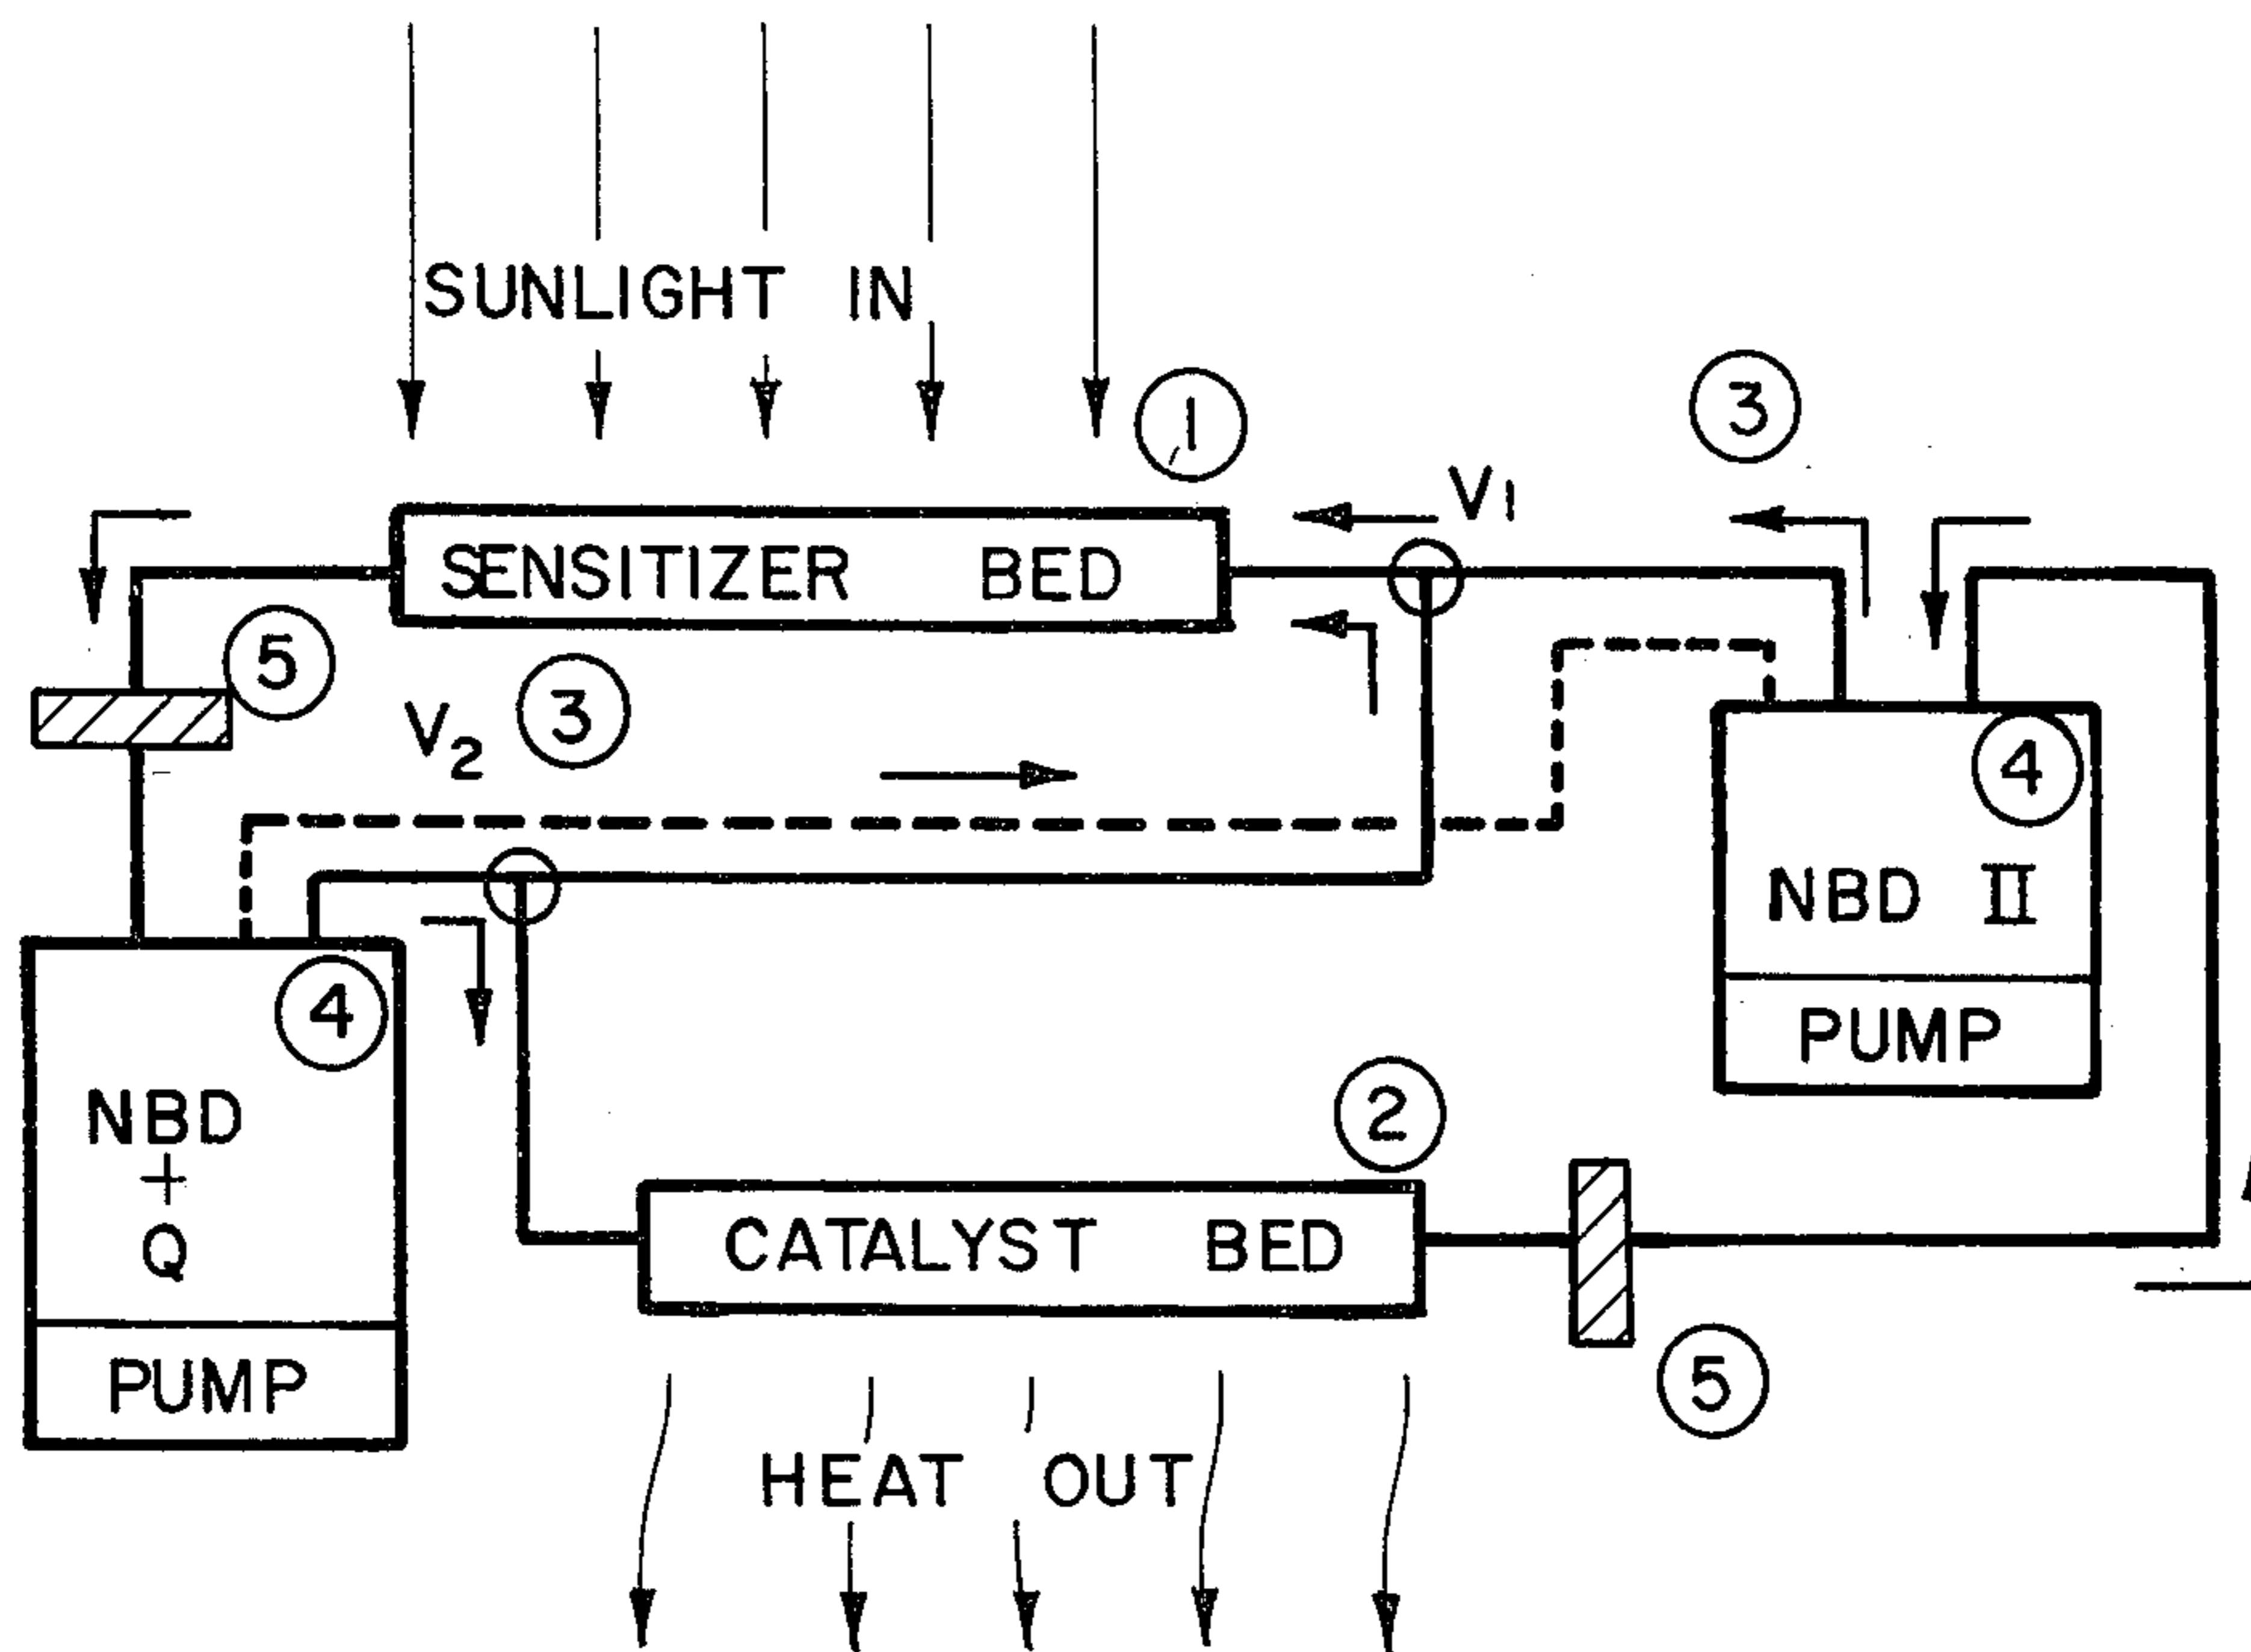 SUNLIGHT IN
1
3
V1
SENSITIZER BED
5
V2
3
4
NBD II
4
PUMP
NBD
+
Q
2
CATALYST BED
PUMP
5
HEAT OUT